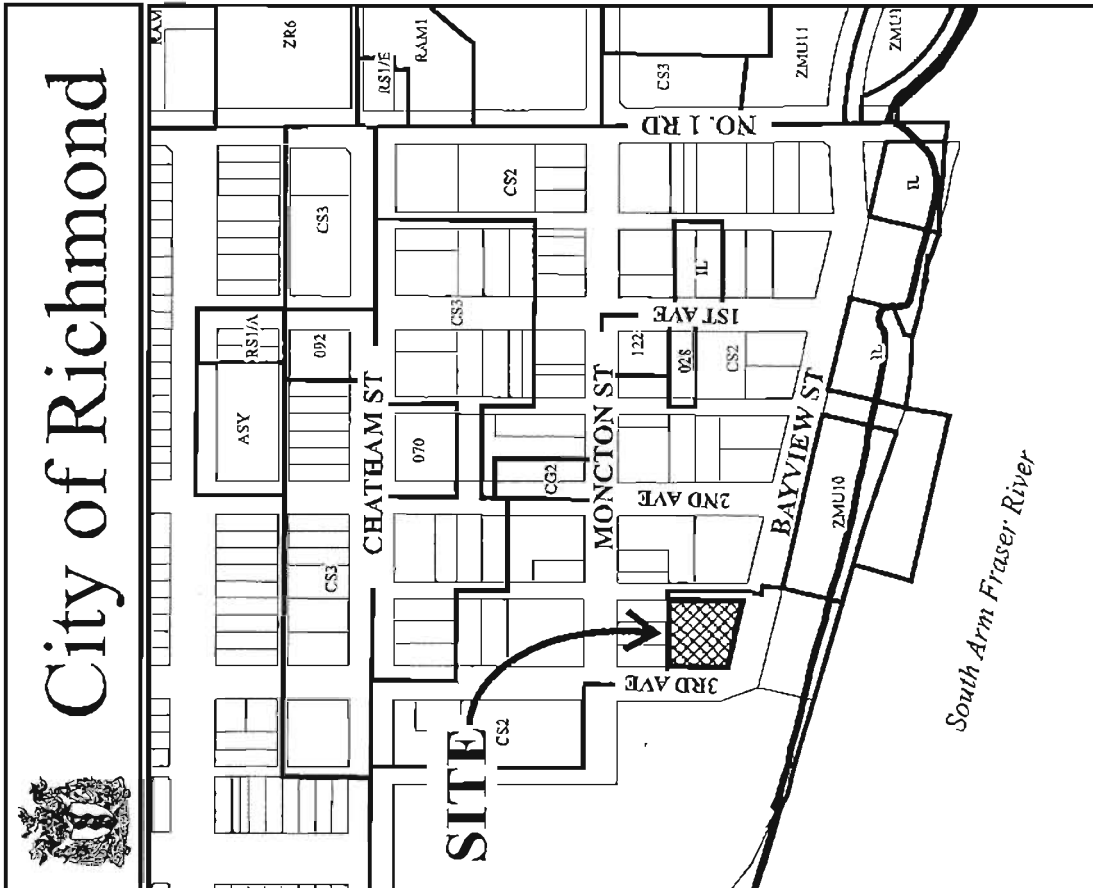 City of Richmond
RAM
ASY
RS1/A
ZR6
CS3
092
CS3
CHATHAM ST
RS1/E
070
RAM1
CS3
SITE
CS2
CS2
CG2
MONCTON ST
122
CS3
3RD AVE
2ND AVE
028
IL
1ST AVE
CS2
NO. 1 RD
BAYVIEW ST
ZMU11
ZMU10
IL
IL
South Arm Fraser River